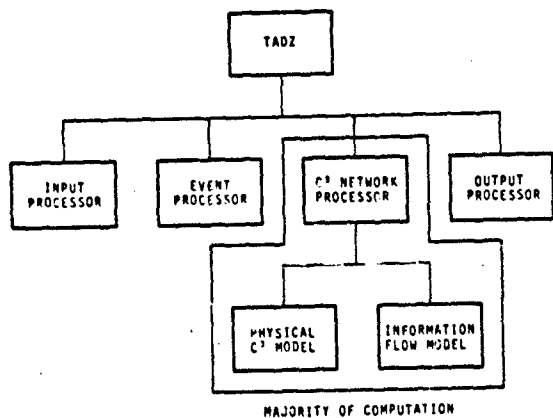 TADZ
INPUT
PROCESSOR
EVENT
PROCESSOR
C³ NETWORK
PROCESSOR
OUTPUT
PROCESSOR
PHYSICAL
C³ MODEL
INFORMATION
FLOW MODEL
MAJORITY OF COMPUTATION